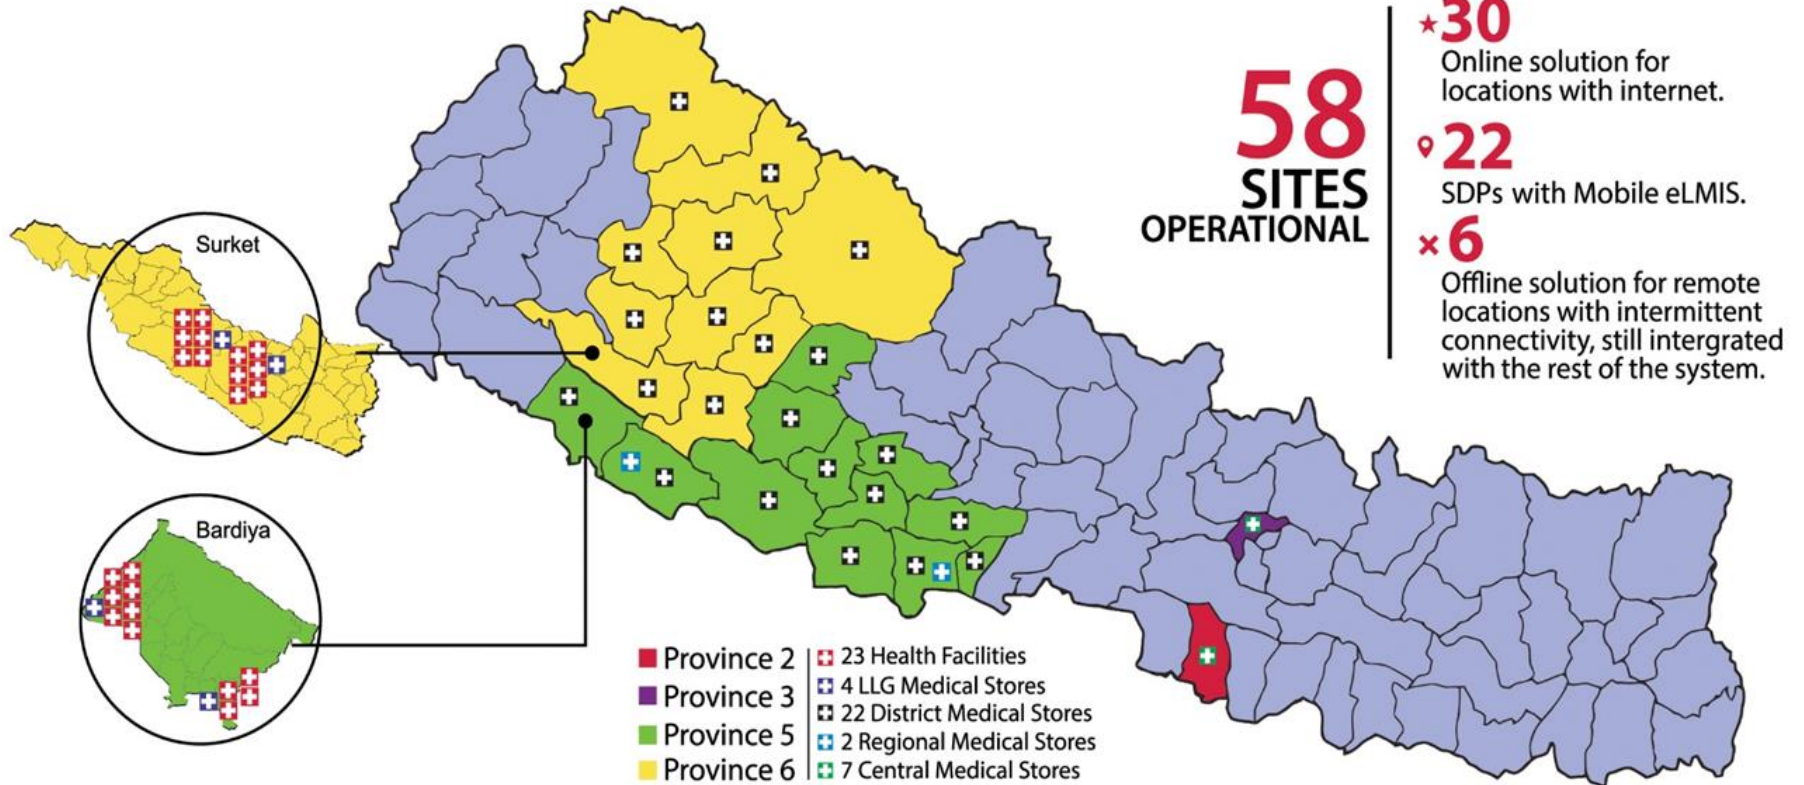 58
SITES
OPERATIONAL
30
Online solution for
locations with internet.
22
SDPs with Mobile eLMIS.
6
Offline solution for remote
locations with intermittent
connectivity, still intergrated
with the rest of the system.
Surket
Bardiya
Province 2
Province 3
Province 5
Province 6
23 Health Facilities
4 LLG Medical Stores
22 District Medical Stores
2 Regional Medical Stores
7 Central Medical Stores